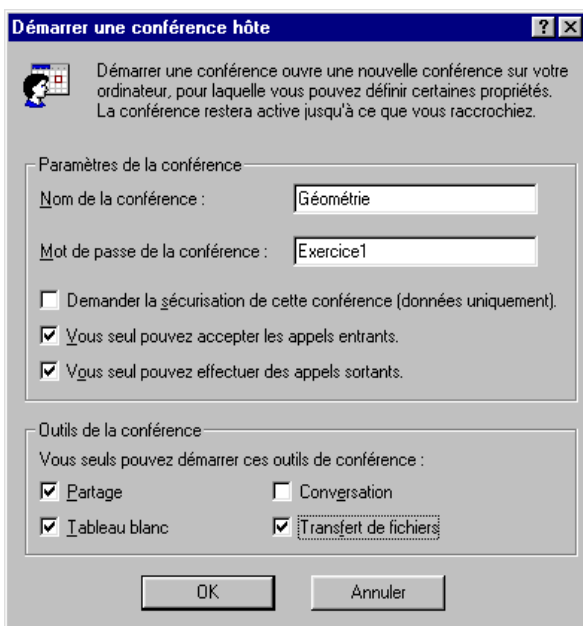 Démarrer une conférence hôte
Démarrer une conférence ouvre une nouvelle conférence sur votre
ordinateur, pour laquelle vous pouvez définir certaines propriétés.
La conférence restera active jusqu'à ce que vous raccrochiez.
Paramètres de la conférence
Nom de la conférence :
Géométrie
Mot de passe de la conférence :
Exercice1
Demander la sécurisation de cette conférence (données uniquement).
Vous seul pouvez accepter les appels entrants.
Vous seul pouvez effectuer des appels sortants.
Outils de la conférence
Vous seuls pouvez démarrer ces outils de conférence :
Partage
Conversation
Tableau blanc
Transfert de fichiers
OK
Annuler